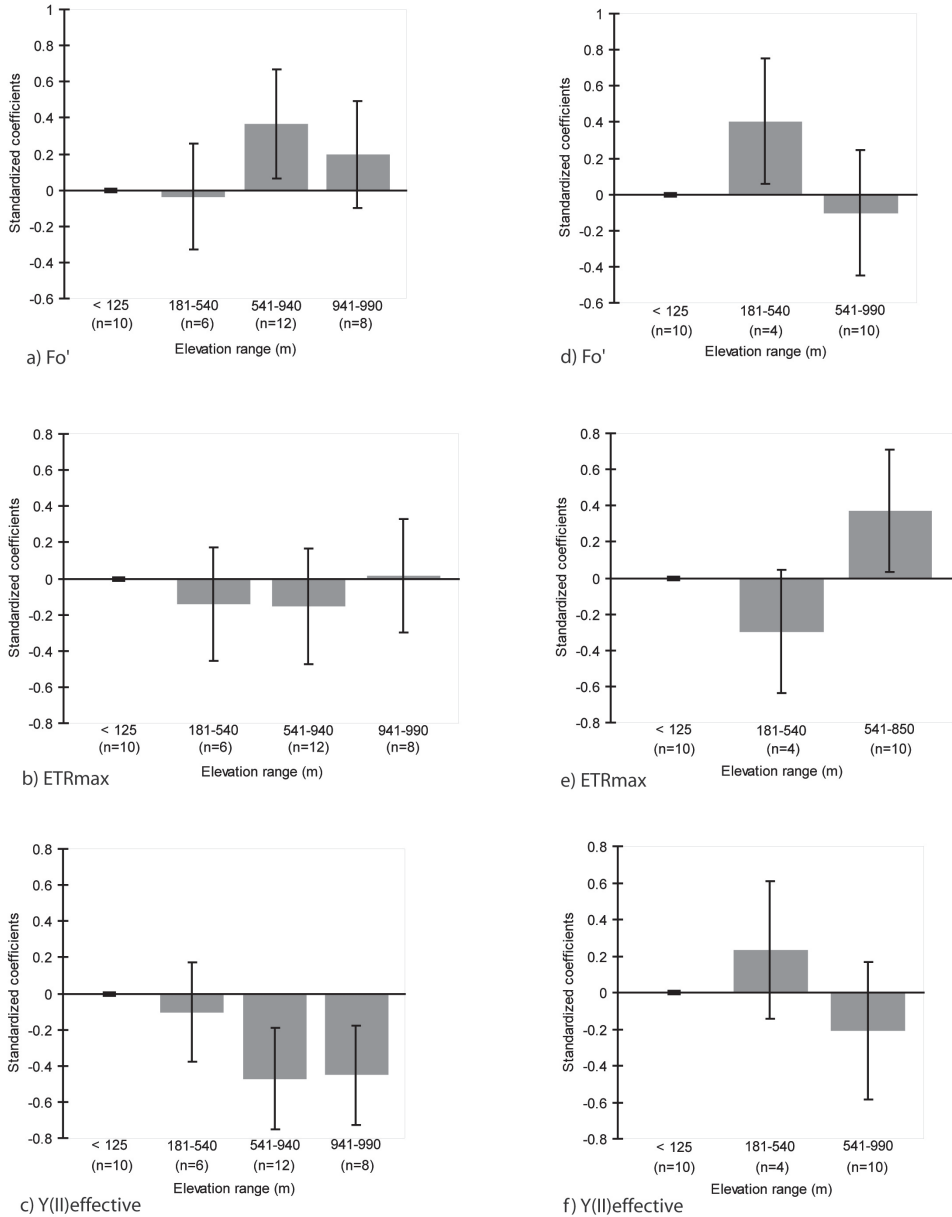 Standardized coefficients
1
0.8
0.6
0.4
0.2
0
-0.2
-0.4
-0.6
< 125 181-540 541-940 941-990
(n=10) (n=6) (n=12) (n=8)
Elevation range (m)
a) Fo'
Standardized coefficients
1
0.8
0.6
0.4
0.2
0
-0.2
-0.4
-0.6
< 125 181-540 541-990
(n=10) (n=4) (n=10)
Elevation range (m)
d) Fo'
Standardized coefficients
0.8
0.6
0.4
0.2
0
-0.2
-0.4
-0.6
-0.8
< 125 181-540 541-940 941-990
(n=10) (n=6) (n=12) (n=8)
Elevation range (m)
b) ETRmax
Standardized coefficients
0.8
0.6
0.4
0.2
0
-0.2
-0.4
-0.6
-0.8
< 125 181-540 541-850
(n=10) (n=4) (n=10)
Elevation range (m)
e) ETRmax
Standardized coefficients
0.8
0.6
0.4
0.2
0
-0.2
-0.4
-0.6
-0.8
< 125 181-540 541-940 941-990
(n=10) (n=6) (n=12) (n=8)
Elevation range (m)
c) Y(II)effective
Standardized coefficients
0.8
0.6
0.4
0.2
0
-0.2
-0.4
-0.6
-0.8
< 125 181-540 541-990
(n=10) (n=4) (n=10)
Elevation range (m)
f) Y(II)effective